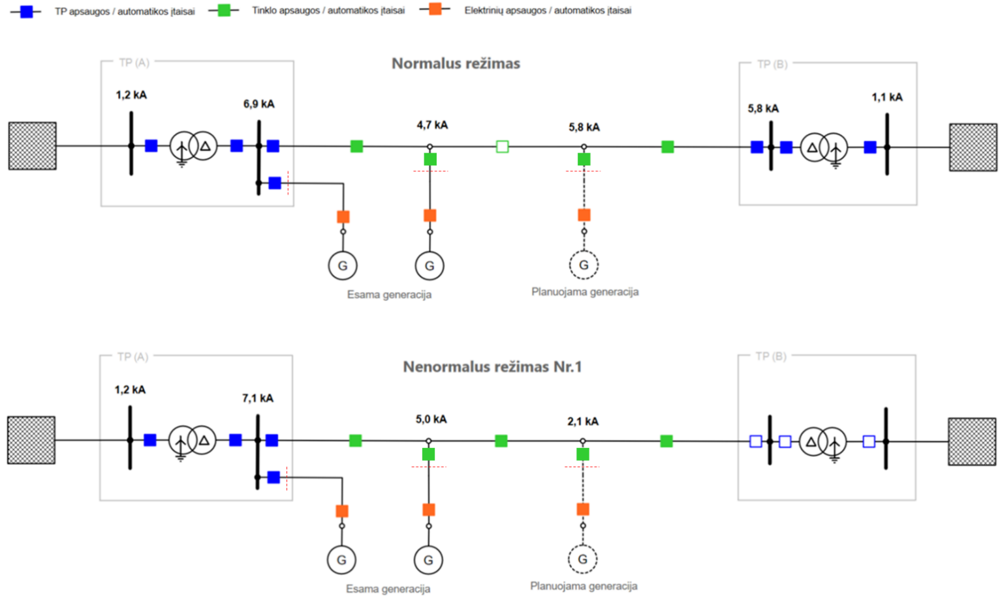 TP apsaugos / automatikos įtaisai
Tinklo apsaugos / automatikos įtaisai
Elektrinių apsaugos / automatikos įtaisai
Normalus režimas
TP (A)
TP (B)
1,2 kA
6,9 kA
4,7 kA
5,8 kA
5,8 kA
1,1 kA
G
G
G
Esama generacija
Planuojama generacija
Nenormalus režimas Nr.1
TP (A)
TP (B)
1,2 kA
7,1 kA
5,0 kA
2,1 kA
G
G
G
Esama generacija
Planuojama generacija